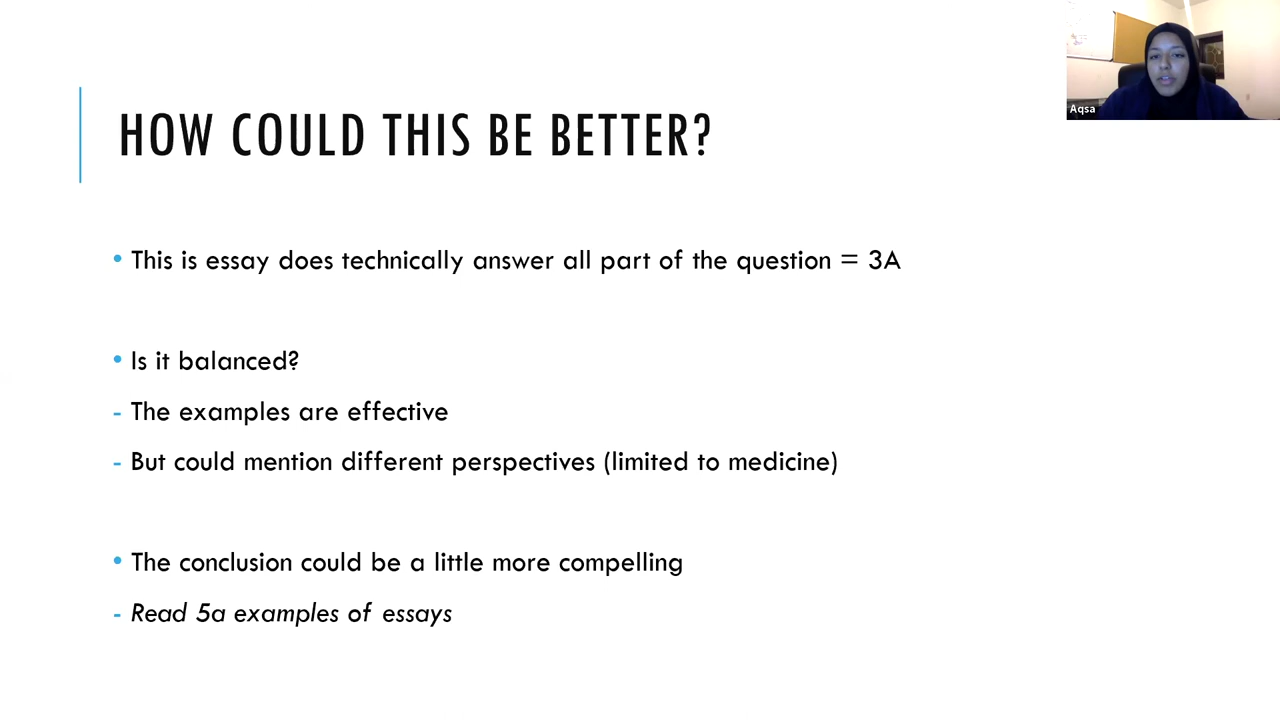 Aqsa
HOW COULD THIS BE BETTER?
• This is essay does technically answer all part of the question = 3A
• Is it balanced?
- The examples are effective
- But could mention different perspectives (limited to medicine)
• The conclusion could be a little more compelling
- Read 5a examples of essays